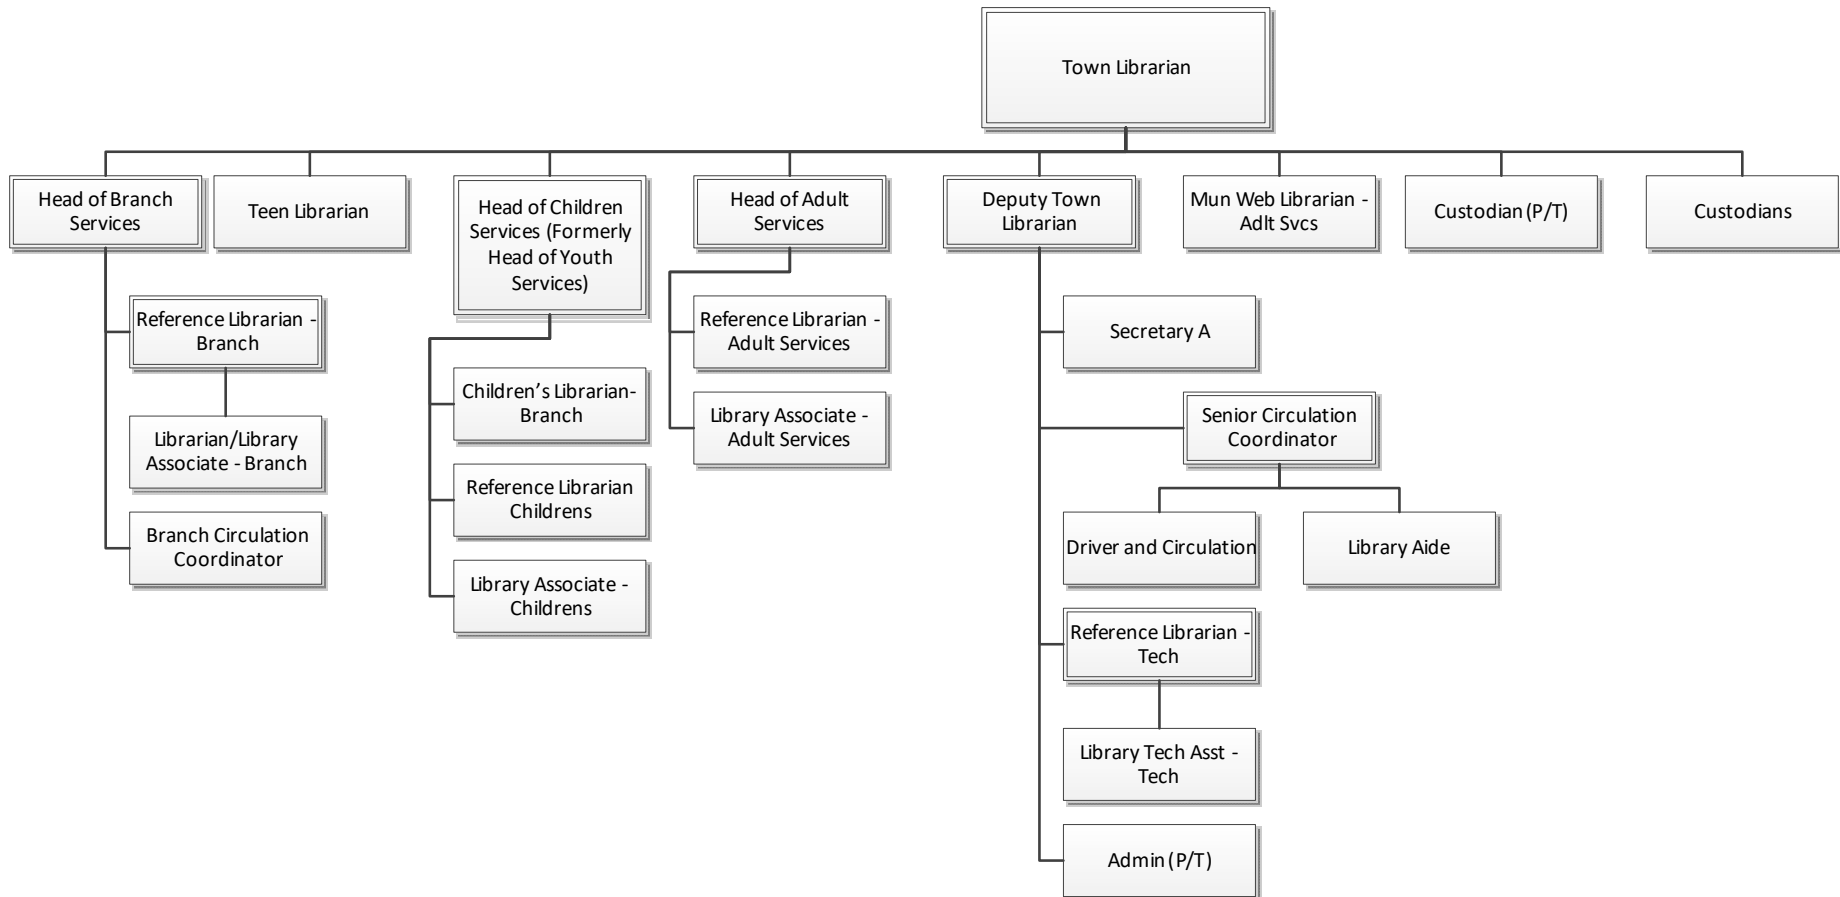 Town Librarian
Head of Branch
Services
Teen Librarian
Head of Children
Services (Formerly
Head of Youth
Services)
Head of Adult
Services
Deputy Town
Librarian
Mun Web Librarian -
Adlt Svcs
Custodian (P/T)
Custodians
Reference Librarian -
Branch
Librarian/Library
Associate - Branch
Branch Circulation
Coordinator
Children’s Librarian-
Branch
Reference Librarian
Childrens
Library Associate -
Childrens
Reference Librarian -
Adult Services
Library Associate -
Adult Services
Secretary A
Senior Circulation
Coordinator
Driver and Circulation
Library Aide
Reference Librarian -
Tech
Library Tech Asst -
Tech
Admin (P/T)